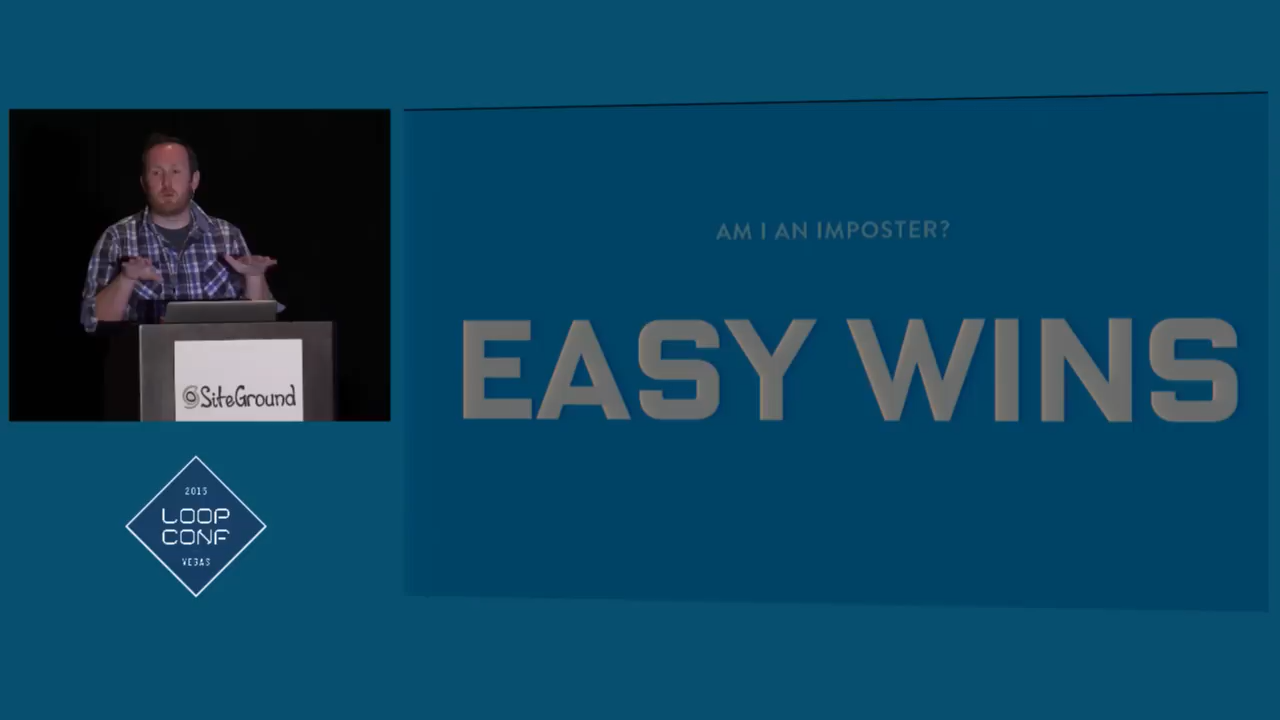 AM I AN IMPOSTER?
EASY WINS
@SiteGround
2015
LOOP
CONF
VEGAS